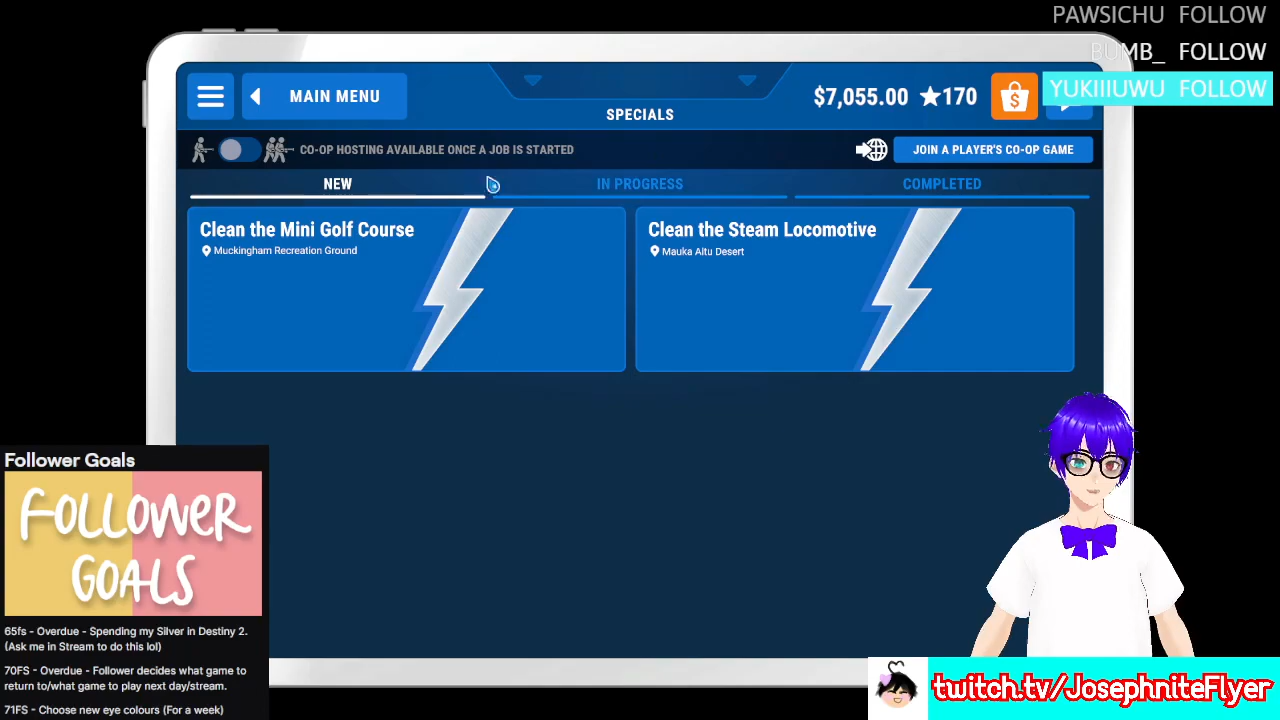 PAWSICHU FOLLOW
BUMB_ FOLLOW
YUKIIIUWU FOLLOW
MAIN MENU
$7,055.00 ★170
SPECIALS
CO-OP HOSTING AVAILABLE ONCE A JOB IS STARTED
JOIN A PLAYER'S CO-OP GAME
NEW
IN PROGRESS
COMPLETED
Clean the Mini Golf Course
Muckingham Recreation Ground
Clean the Steam Locomotive
Mauka Aitu Desert
Follower Goals
FOLLOWER
GOALS
65fs - Overdue - Spending my Silver in Destiny 2.
(Ask me in Stream to do this lol)
70FS - Overdue - Follower decides what game to
return to/what game to play next day/stream.
71FS - Choose new eye colours (For a week)
twitch.tv/JosephniteFlyer